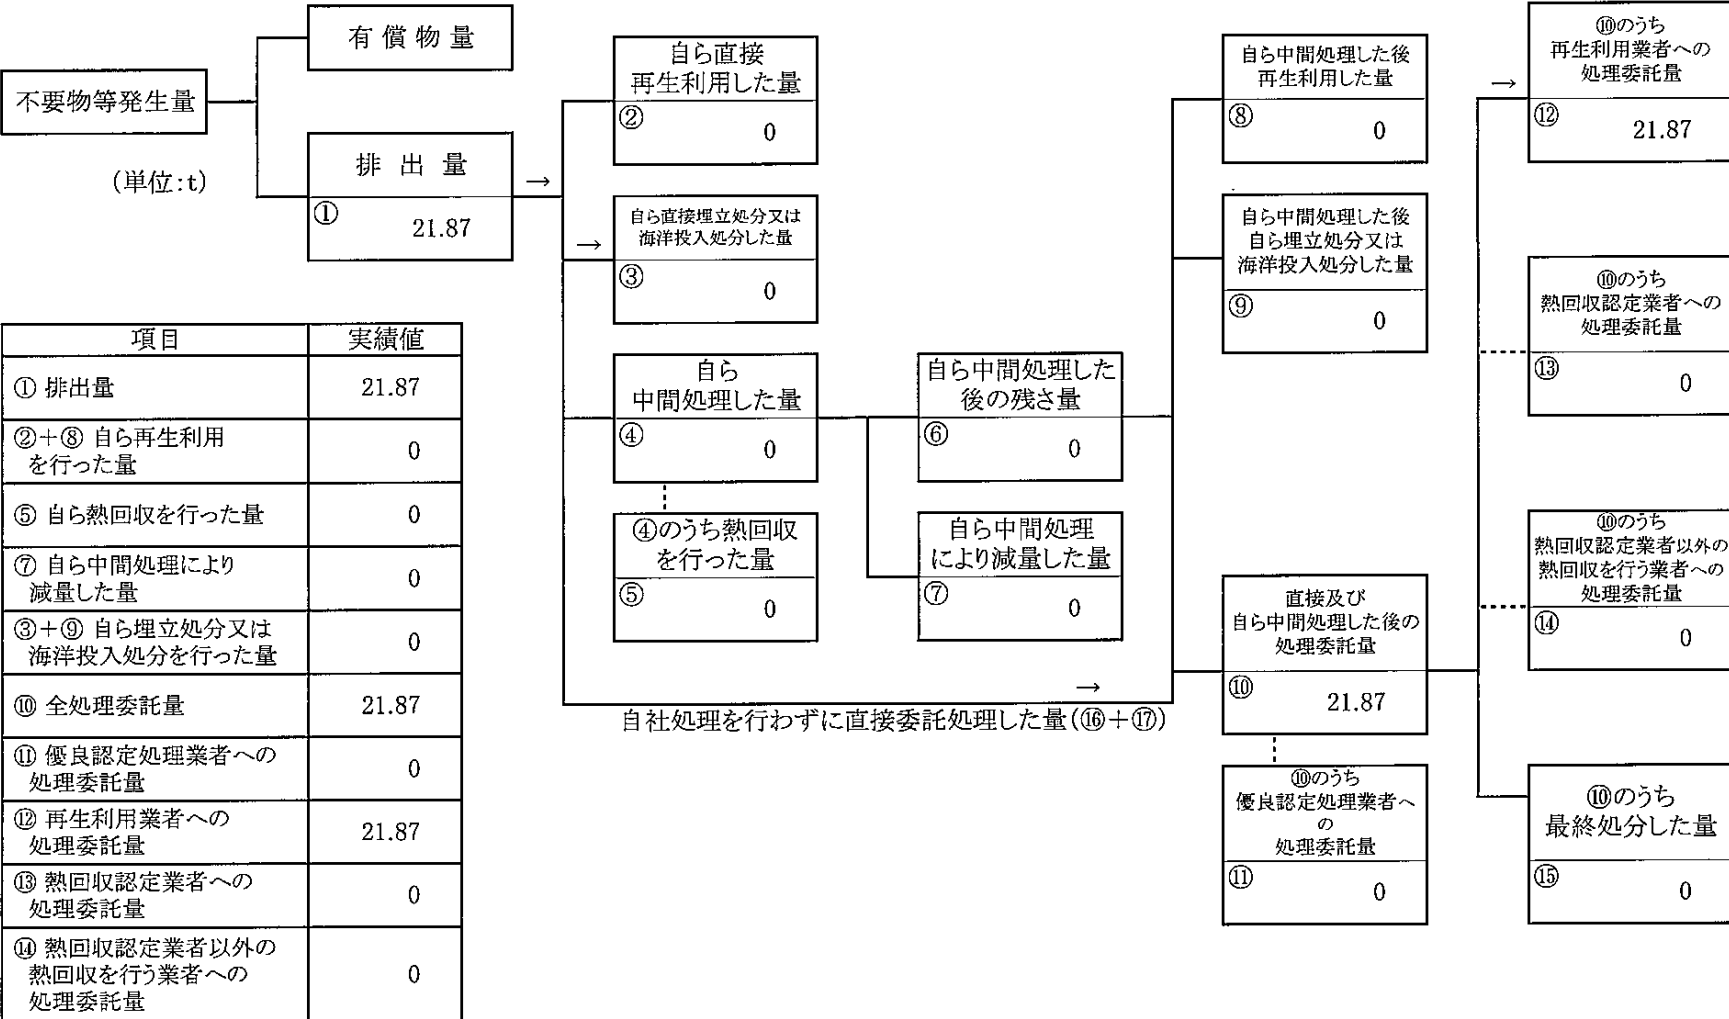 不要物等発生量
(単位:t)
有償物量
排出量
→
①
21.87
自ら直接
再生利用した量
②
0
→
自ら直接埋立処分又は
海洋投入処分した量
③
0
自ら
中間処理した量
④
0
④のうち熱回収
を行った量
⑤
0
自ら中間処理した
後の残さ量
⑥
0
自ら中間処理
により減量した量
⑦
0
→
自社処理を行わずに直接委託処理した量(⑯+⑰)
自ら中間処理した後
再生利用した量
⑧
0
自ら中間処理した後
自ら埋立処分又は
海洋投入処分した量
⑨
0
直接及び
自ら中間処理した後の
処理委託量
⑩
21.87
⑩のうち
優良認定処理業者へ
の
処理委託量
⑪
0
→
⑩のうち
再生利用業者への
処理委託量
⑫
21.87
⑩のうち
熱回収認定業者への
処理委託量
⑬
0
⑩のうち
熱回収認定業者以外の
熱回収を行う業者への
処理委託量
⑭
0
⑩のうち
最終処分した量
⑮
0
項目 実績値
① 排出量 21.87
②+⑧ 自ら再生利用
を行った量 0
⑤ 自ら熱回収を行った量 0
⑦ 自ら中間処理により
減量した量 0
③+⑨ 自ら埋立処分又は
海洋投入処分を行った量 0
⑩ 全処理委託量 21.87
⑪ 優良認定処理業者への
処理委託量 0
⑫ 再生利用業者への
処理委託量 21.87
⑬ 熱回収認定業者への
処理委託量 0
⑭ 熱回収認定業者以外の
熱回収を行う業者への
処理委託量 0